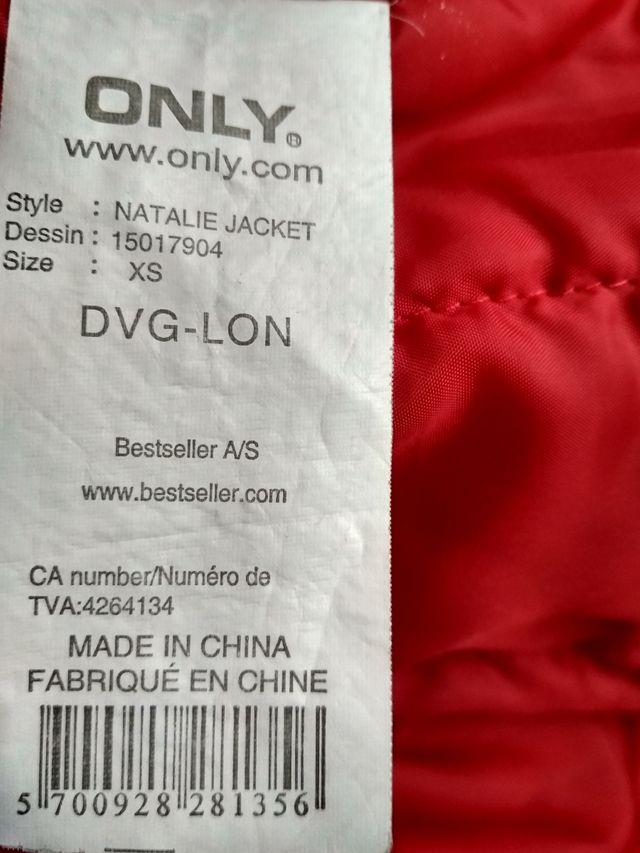 ONLY®
www.only.com
Style : NATALIE JACKET
Dessin : 15017904
Size : XS
DVG-LON
Bestseller A/S
www.bestseller.com
CA number/Numéro de
TVA:4264134
MADE IN CHINA
FABRIQUÉ EN CHINE
5 700928 281356